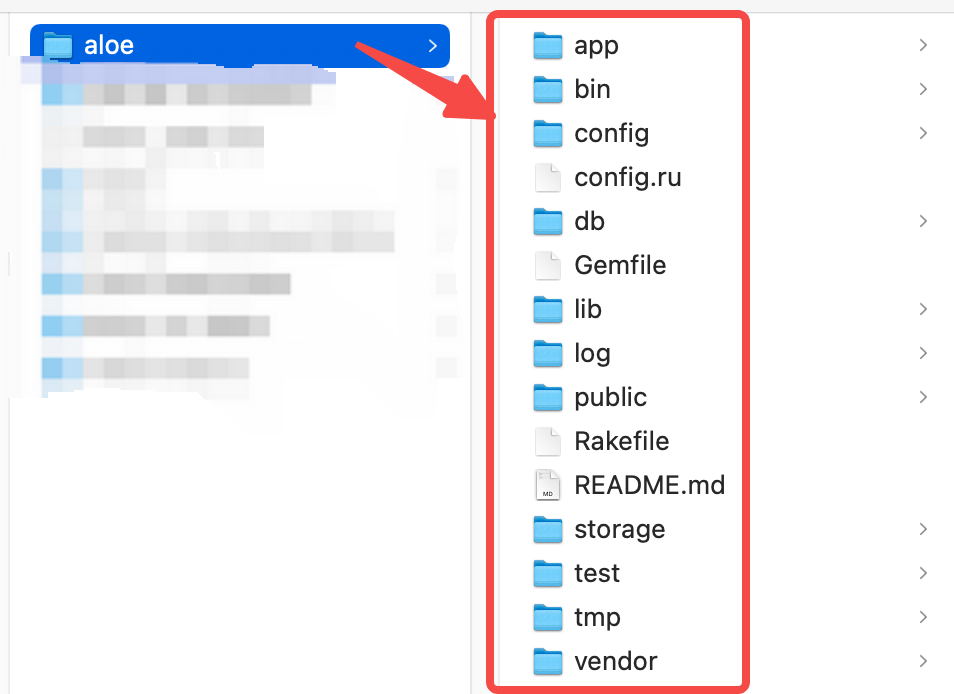 aloe
app
bin
config
config.ru
db
Gemfile
lib
log
public
Rakefile
README.md
MD
storage
test
tmp
vendor